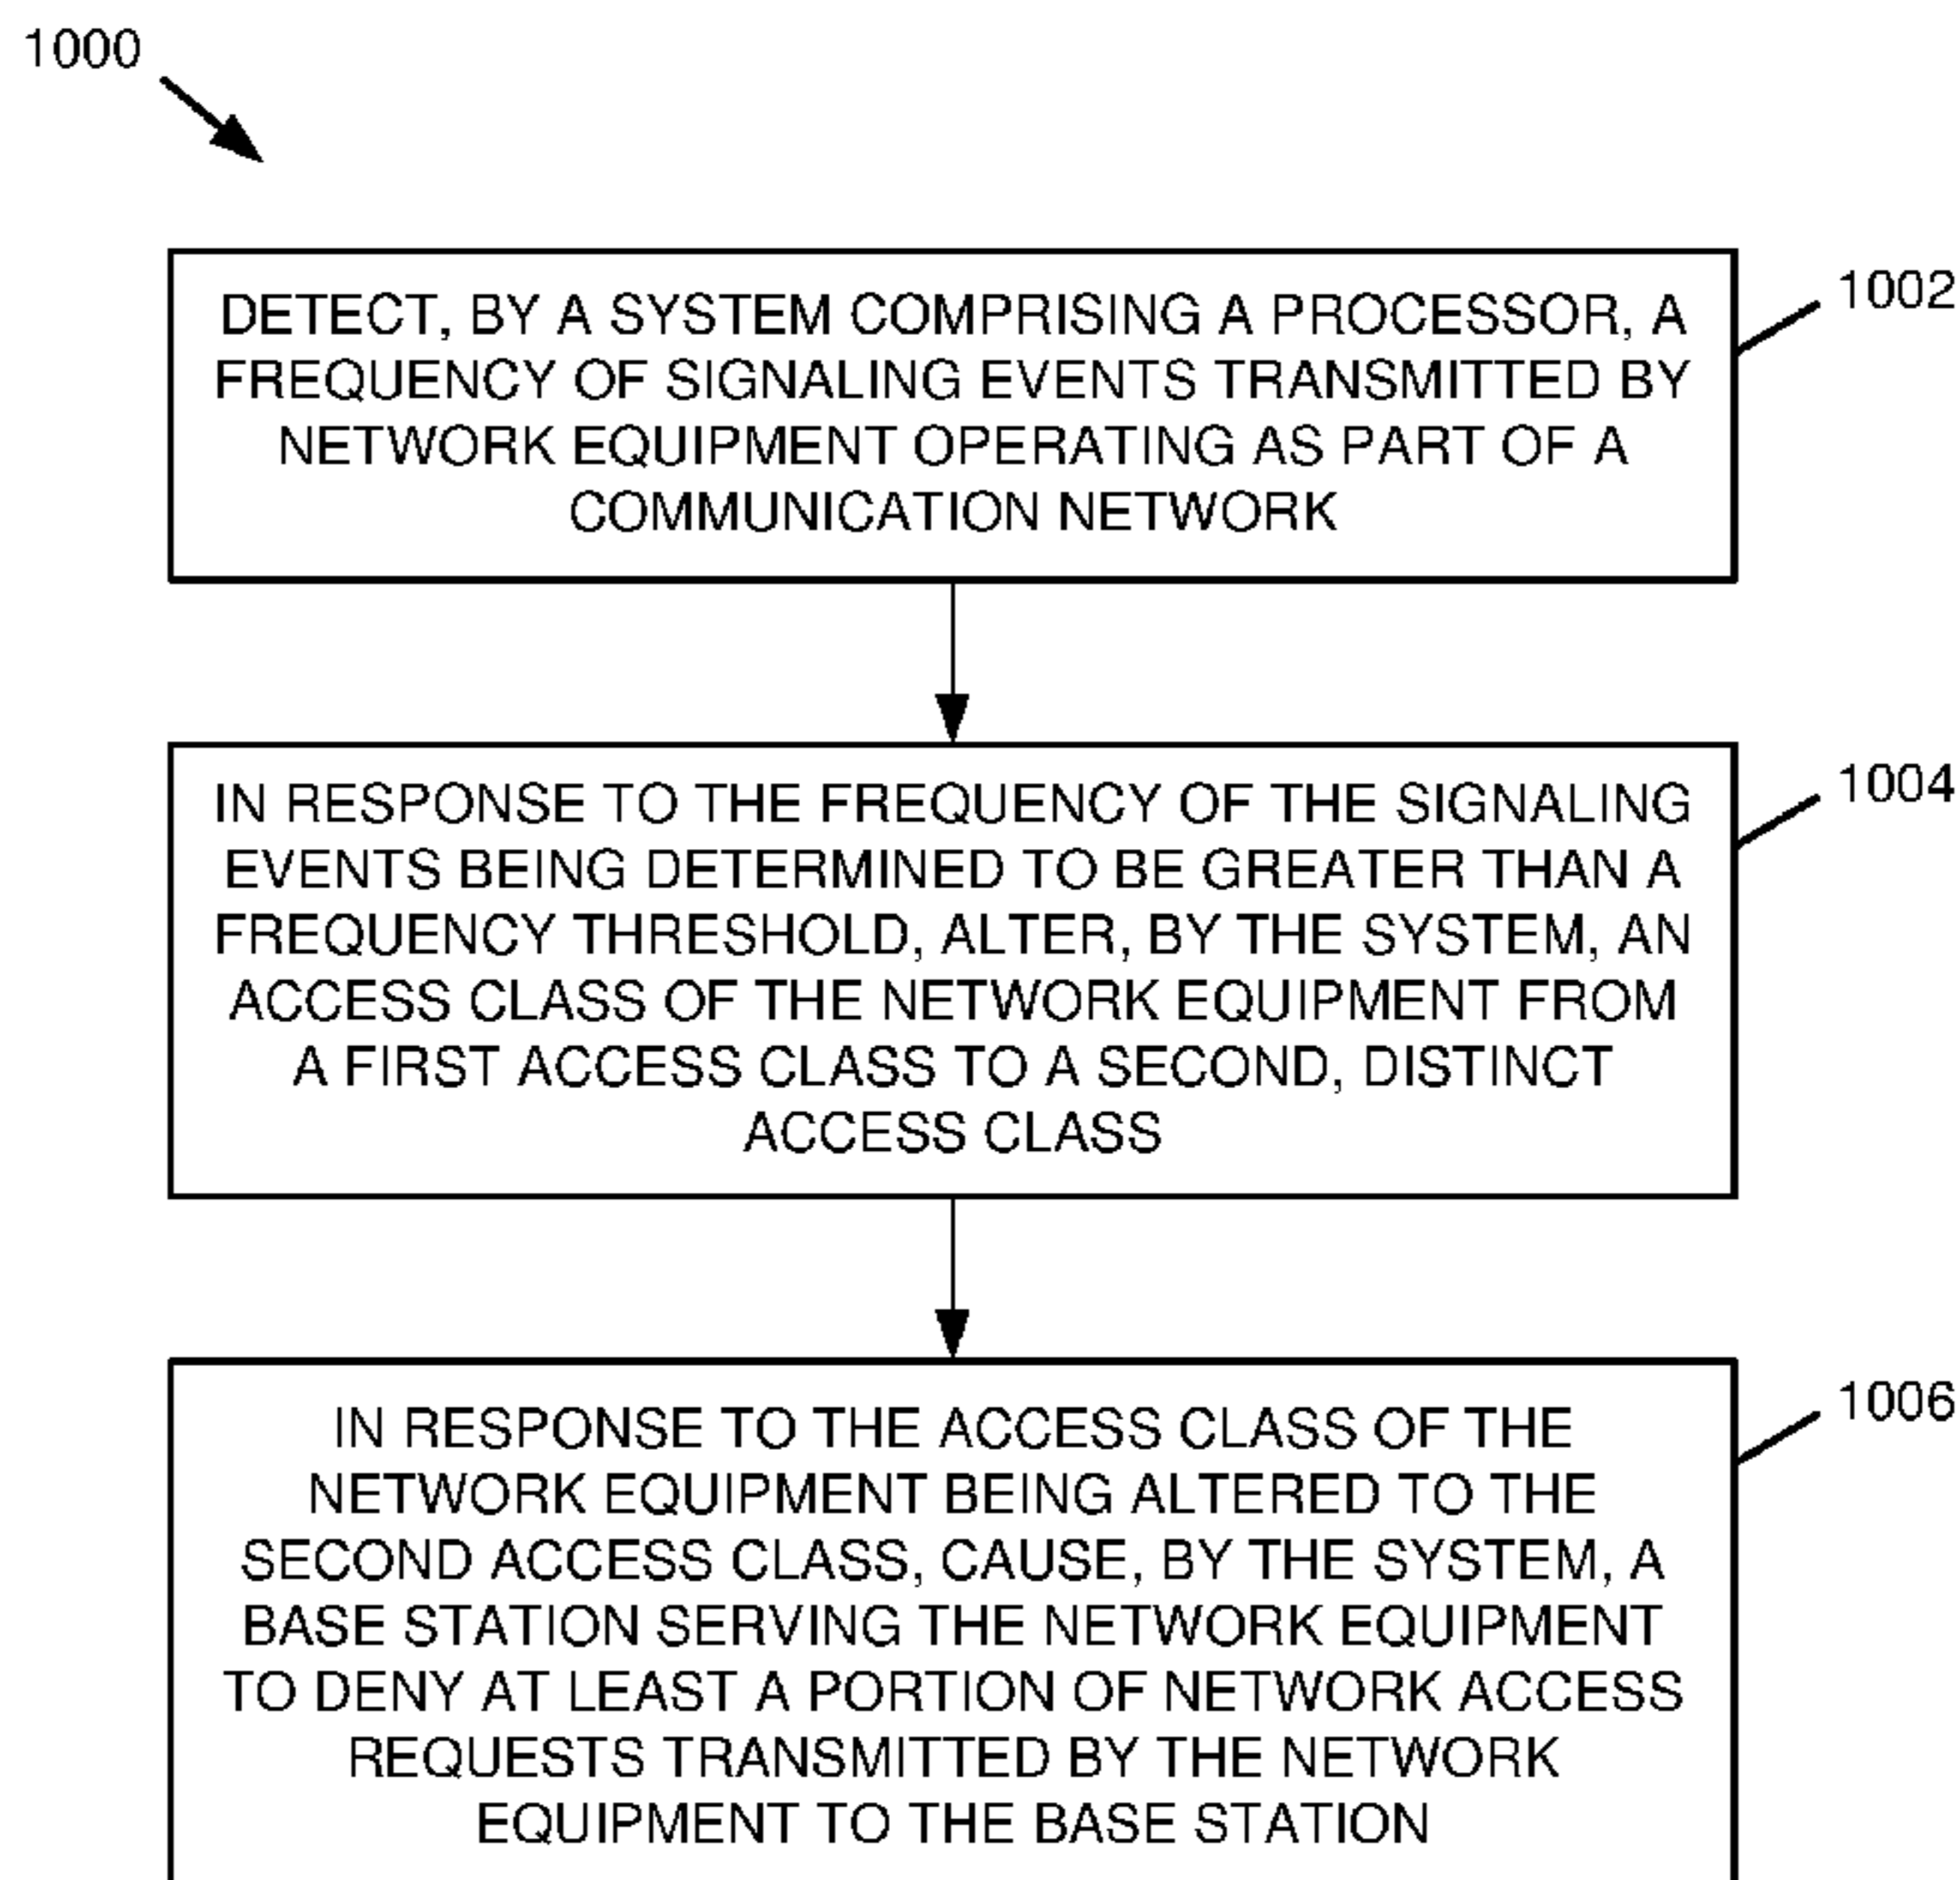 1000
DETECT, BY A SYSTEM COMPRISING A PROCESSOR, A
FREQUENCY OF SIGNALING EVENTS TRANSMITTED BY
NETWORK EQUIPMENT OPERATING AS PART OF A
COMMUNICATION NETWORK
1002
IN RESPONSE TO THE FREQUENCY OF THE SIGNALING
EVENTS BEING DETERMINED TO BE GREATER THAN A
FREQUENCY THRESHOLD, ALTER, BY THE SYSTEM, AN
ACCESS CLASS OF THE NETWORK EQUIPMENT FROM
A FIRST ACCESS CLASS TO A SECOND, DISTINCT
ACCESS CLASS
1004
IN RESPONSE TO THE ACCESS CLASS OF THE
NETWORK EQUIPMENT BEING ALTERED TO THE
SECOND ACCESS CLASS, CAUSE, BY THE SYSTEM, A
BASE STATION SERVING THE NETWORK EQUIPMENT
TO DENY AT LEAST A PORTION OF NETWORK ACCESS
REQUESTS TRANSMITTED BY THE NETWORK
EQUIPMENT TO THE BASE STATION
1006